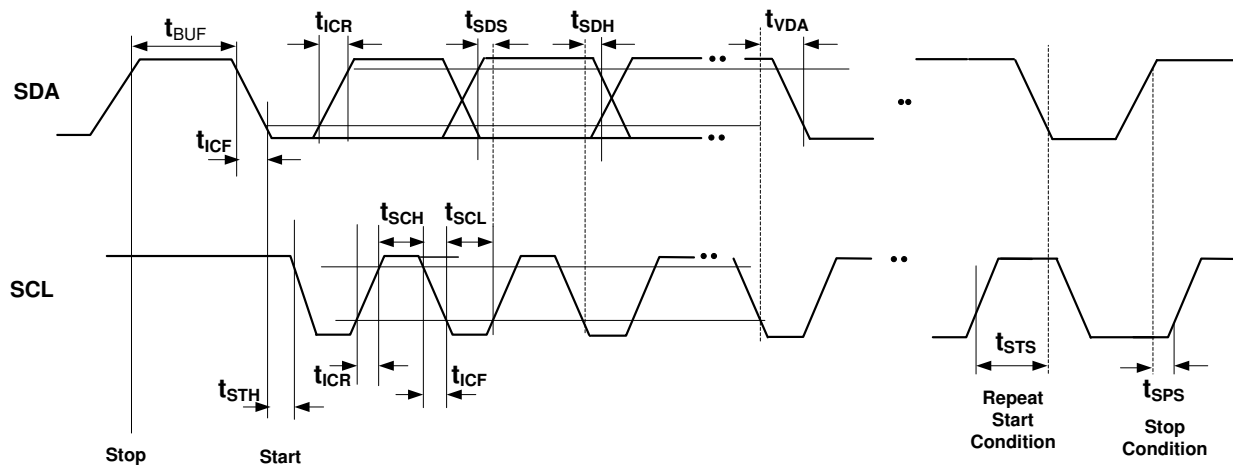 tBUF
tICR
tSDS
tSDH
tVDA
SDA
tICF
tSCH
tSCL
SCL
tSTH
tICR
tICF
tSTS
tSPS
Stop
Start
Repeat
Start
Condition
Stop
Condition